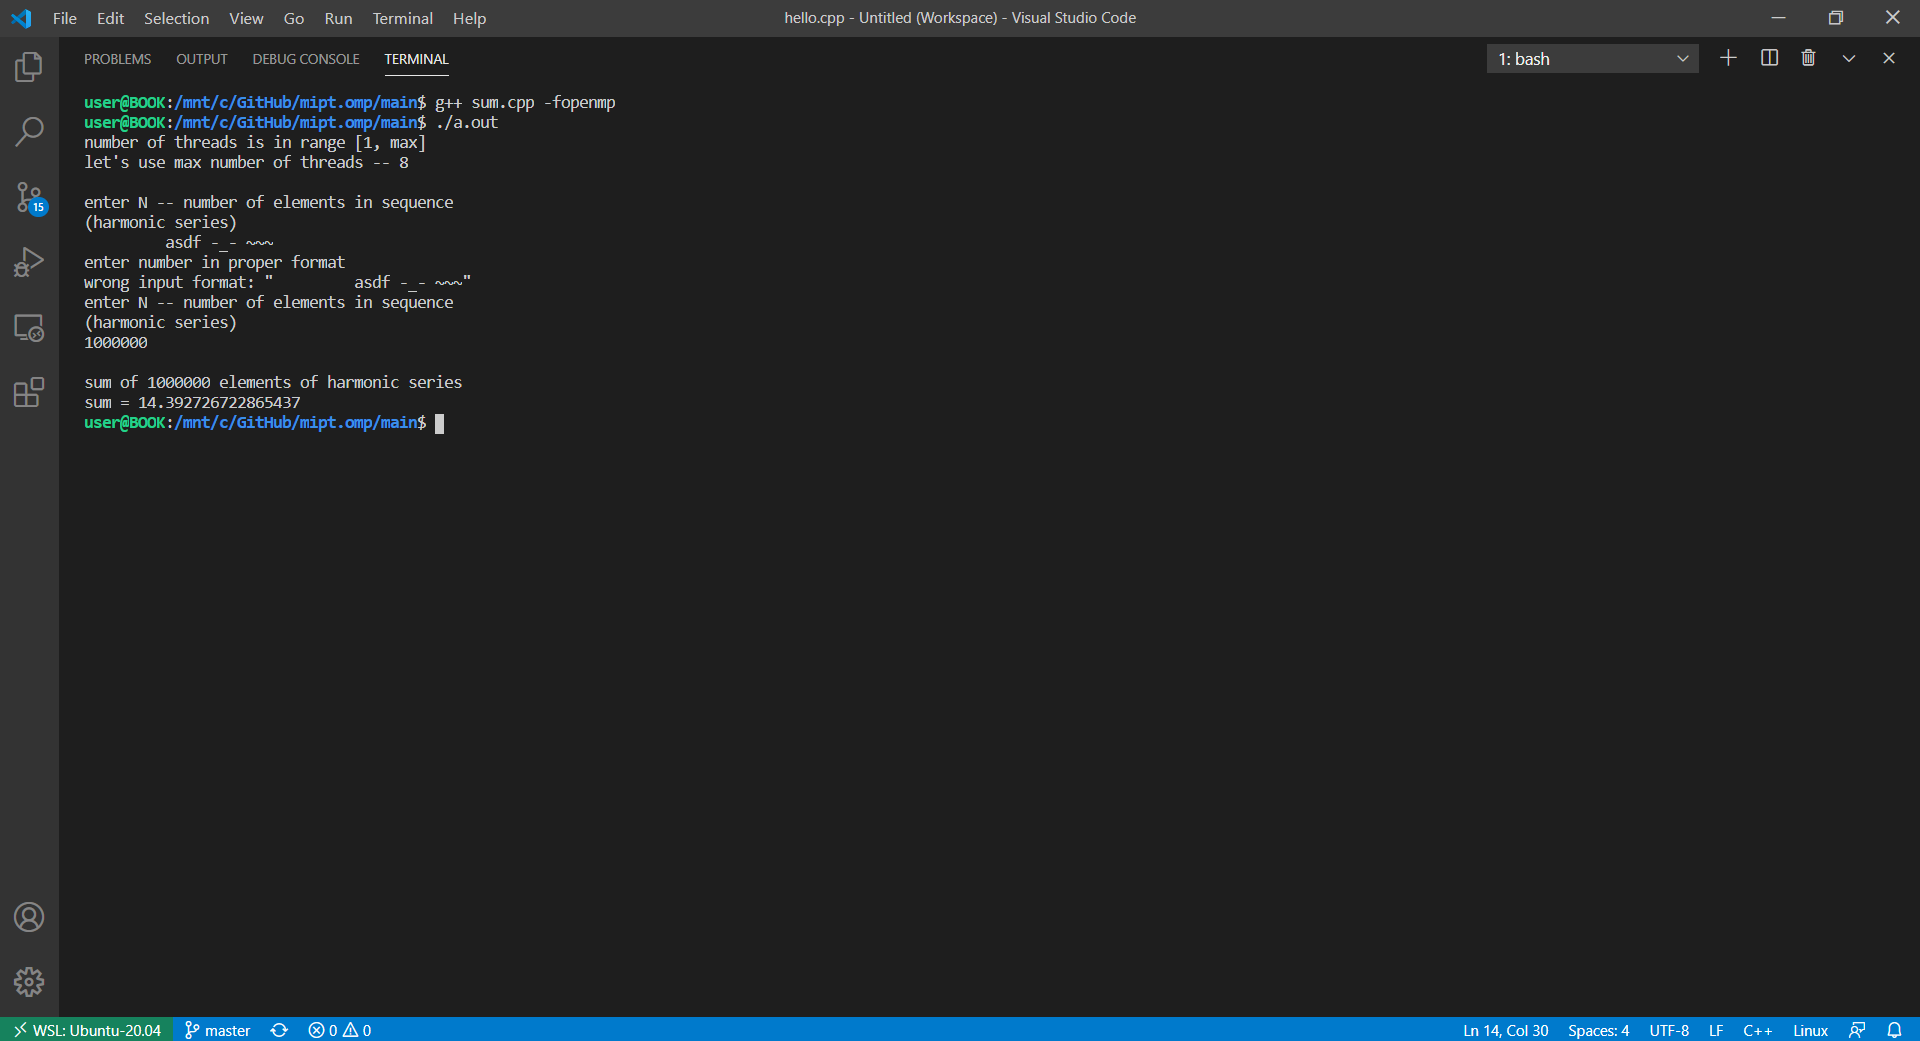 File Edit Selection View Go Run Terminal Help
hello.cpp - Untitled (Workspace) - Visual Studio Code
PROBLEMS OUTPUT DEBUG CONSOLE TERMINAL
1: bash
user@BOOK:/mnt/c/GitHub/mipt.omp/main$ g++ sum.cpp -fopenmp
user@BOOK:/mnt/c/GitHub/mipt.omp/main$ ./a.out
number of threads is in range [1, max]
let's use max number of threads -- 8
enter N -- number of elements in sequence
(harmonic series)
         asdf -_- ~~~
enter number in proper format
wrong input format: "         asdf -_- ~~~"
enter N -- number of elements in sequence
(harmonic series)
1000000
sum of 1000000 elements of harmonic series
sum = 14.392726722865437
user@BOOK:/mnt/c/GitHub/mipt.omp/main$
15
WSL: Ubuntu-20.04 master 0 0 Ln 14, Col 30 Spaces: 4 UTF-8 LF C++ Linux